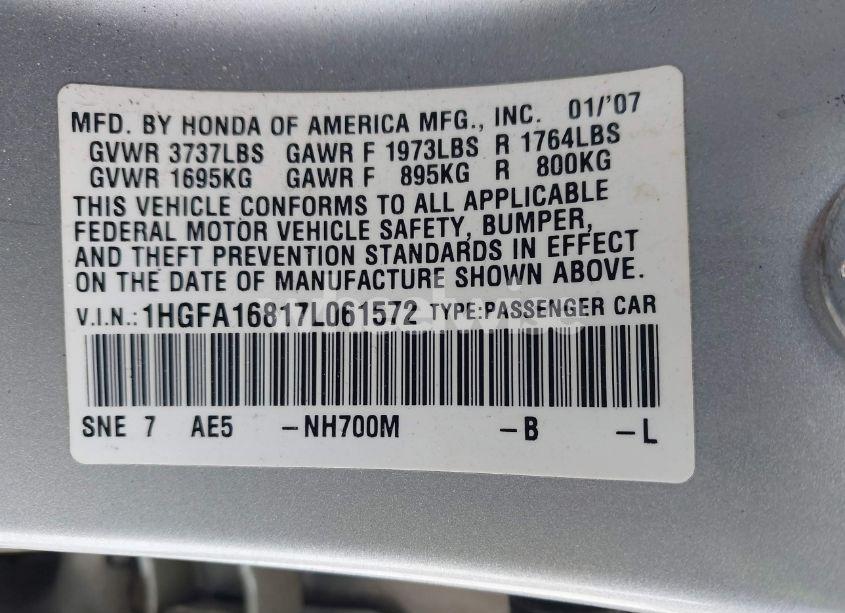 MFD. BY HONDA OF AMERICA MFG., INC. 01/'07
GVWR 3737LBS GAWR F 1973LBS R 1764LBS
GVWR 1695KG GAWR F 895KG R 800KG
THIS VEHICLE CONFORMS TO ALL APPLICABLE
FEDERAL MOTOR VEHICLE SAFETY, BUMPER,
AND THEFT PREVENTION STANDARDS IN EFFECT
ON THE DATE OF MANUFACTURE SHOWN ABOVE.
V.I.N.: 1HGFA16817L061572 TYPE:PASSENGER CAR
SNE 7 AE5 -NH700M -B -L